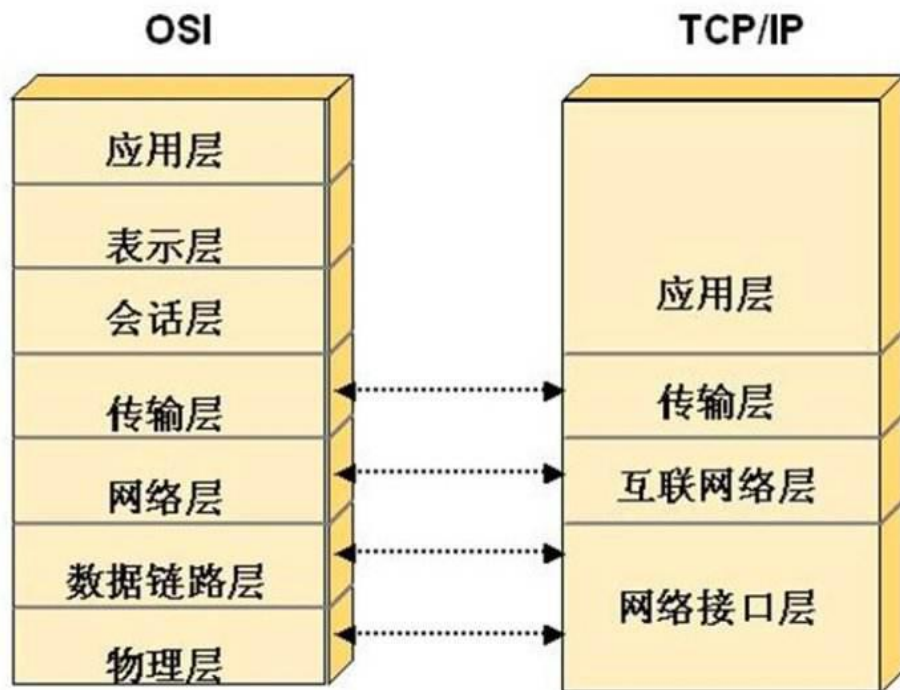 OSI
TCP/IP
应用层
表示层
会话层
传输层
网络层
数据链路层
物理层
应用层
传输层
互联网络层
网络接口层